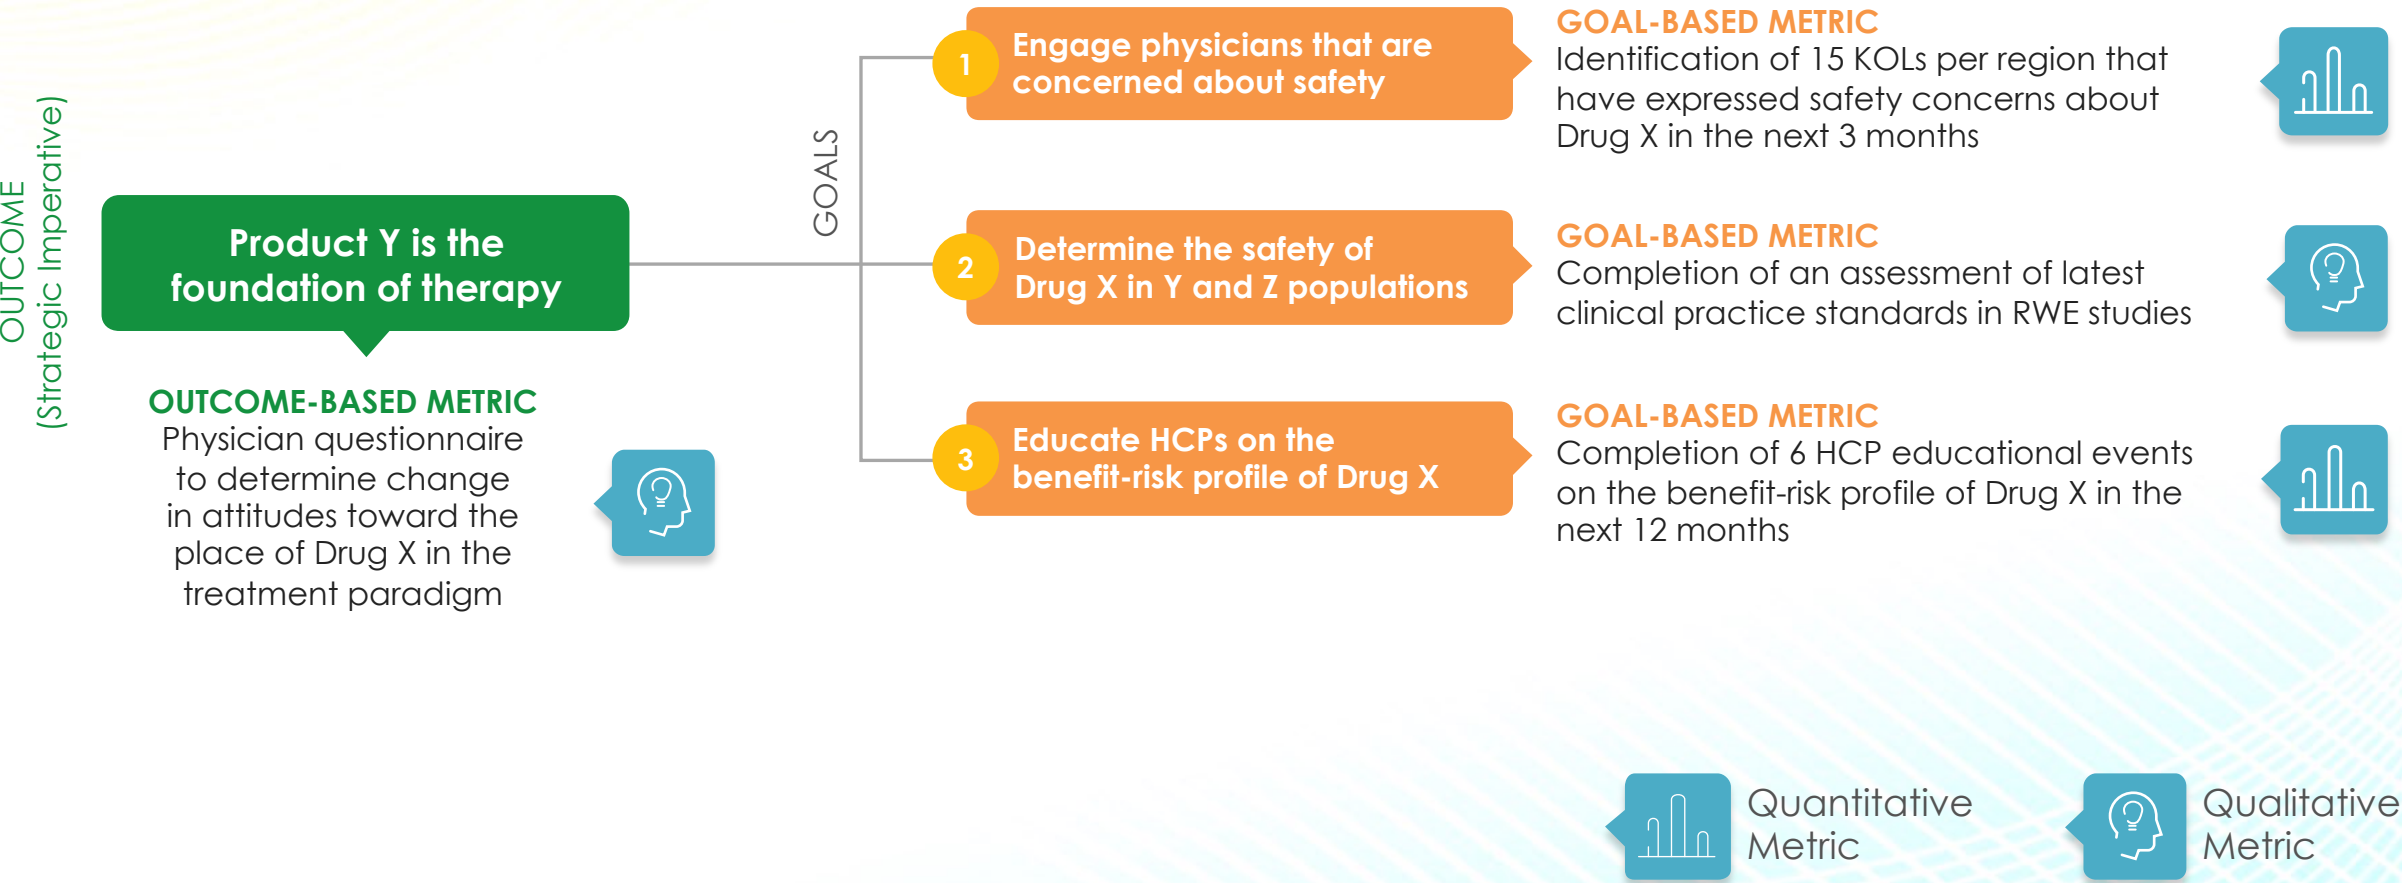 OUTCOME
(Strategic Imperative)
Product Y is the
foundation of therapy
OUTCOME-BASED METRIC
Physician questionnaire
to determine change
in attitudes toward the
place of Drug X in the
treatment paradigm
GOALS
1
Engage physicians that are
concerned about safety
GOAL-BASED METRIC
Identification of 15 KOLs per region that
have expressed safety concerns about
Drug X in the next 3 months
2
Determine the safety of
Drug X in Y and Z populations
GOAL-BASED METRIC
Completion of an assessment of latest
clinical practice standards in RWE studies
3
Educate HCPs on the
benefit-risk profile of Drug X
GOAL-BASED METRIC
Completion of 6 HCP educational events
on the benefit-risk profile of Drug X in the
next 12 months
Quantitative
Metric
Qualitative
Metric